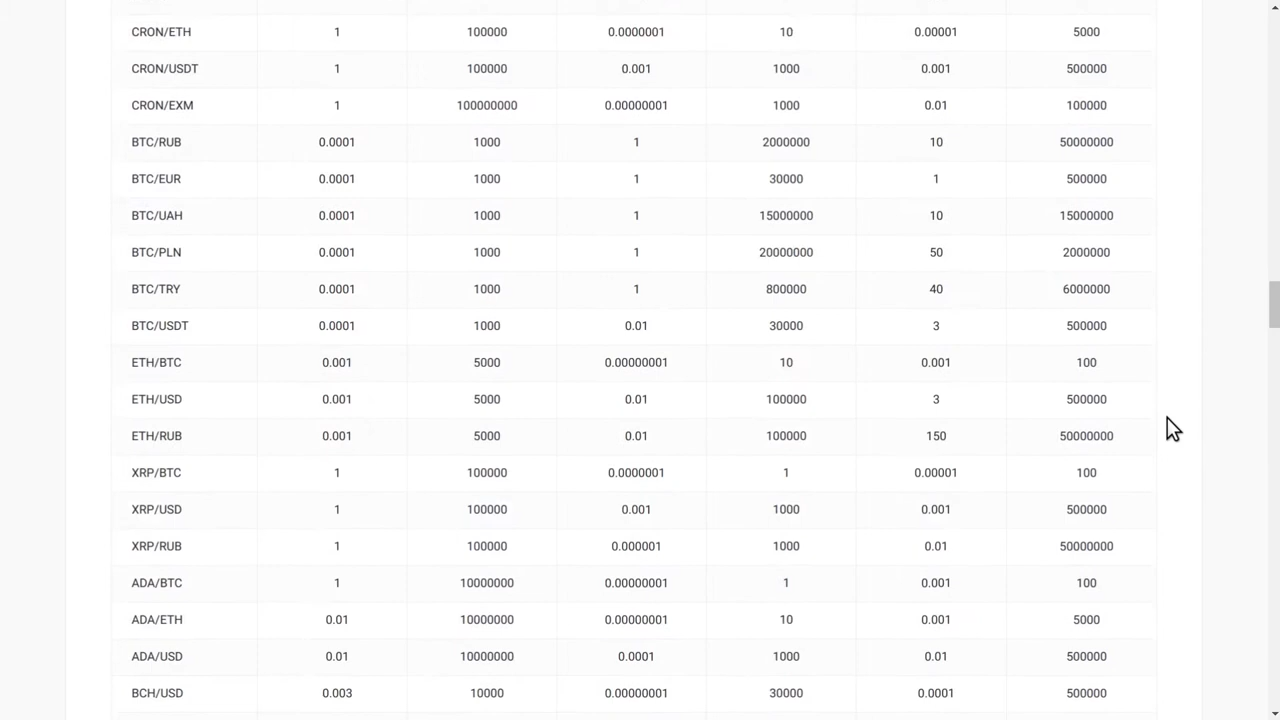 CRON/ETH 1 100000 0.0000001 10 0.00001 5000
CRON/USDT 1 100000 0.001 1000 0.001 500000
CRON/EXM 1 100000000 0.00000001 1000 0.01 100000
BTC/RUB 0.0001 1000 1 2000000 10 50000000
BTC/EUR 0.0001 1000 1 30000 1 500000
BTC/UAH 0.0001 1000 1 15000000 10 15000000
BTC/PLN 0.0001 1000 1 20000000 50 2000000
BTC/TRY 0.0001 1000 1 800000 40 6000000
BTC/USDT 0.0001 1000 0.01 30000 3 500000
ETH/BTC 0.001 5000 0.00000001 10 0.001 100
ETH/USD 0.001 5000 0.01 100000 3 500000
ETH/RUB 0.001 5000 0.01 100000 150 50000000
XRP/BTC 1 100000 0.0000001 1 0.00001 100
XRP/USD 1 100000 0.001 1000 0.001 500000
XRP/RUB 1 100000 0.000001 1000 0.01 50000000
ADA/BTC 1 10000000 0.00000001 1 0.001 100
ADA/ETH 0.01 10000000 0.00000001 10 0.001 5000
ADA/USD 0.01 10000000 0.0001 1000 0.01 500000
BCH/USD 0.003 10000 0.00000001 30000 0.0001 500000